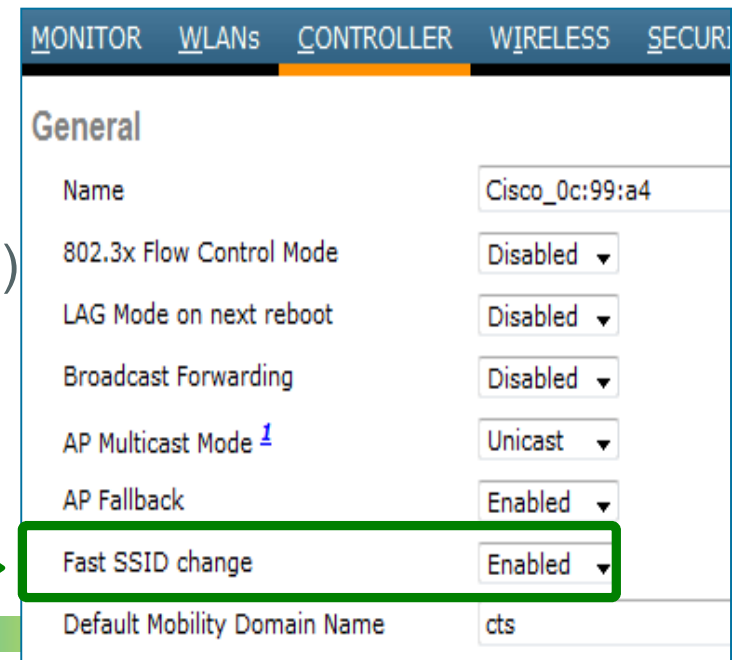 MONITOR WLANs CONTROLLER WIRELESS SECURI
General
Name Cisco_0c:99:a4
) 802.3x Flow Control Mode Disabled
LAG Mode on next reboot Disabled
Broadcast Forwarding Disabled
AP Multicast Mode 1 Unicast
AP Fallback Enabled
Fast SSID change Enabled
Default Mobility Domain Name cts